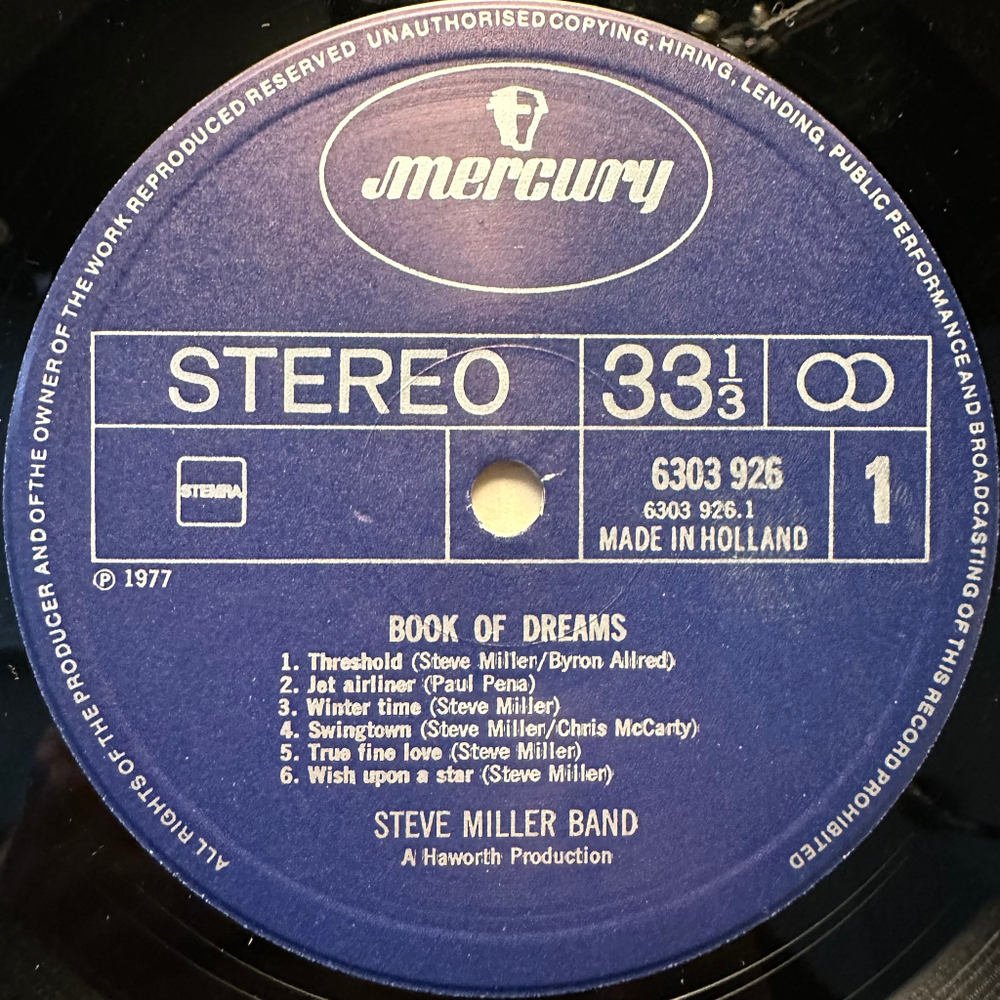 ALL RIGHTS OF THE PRODUCER AND OF THE OWNER OF THE WORK REPRODUCED RESERVED UNAUTHORISED COPYING, HIRING, LENDING, PUBLIC PERFORMANCE AND BROADCASTING OF THIS RECORD PROHIBITED
mercury
STEREO 33 1/3
STEMRA
6303 926
6303 926.1
MADE IN HOLLAND
1
Ⓟ 1977
BOOK OF DREAMS
1. Threshold (Steve Miller/Byron Allred)
2. Jet airliner (Paul Pena)
3. Winter time (Steve Miller)
4. Swingtown (Steve Miller/Chris McCarty)
5. True fine love (Steve Miller)
6. Wish upon a star (Steve Miller)
STEVE MILLER BAND
A Haworth Production